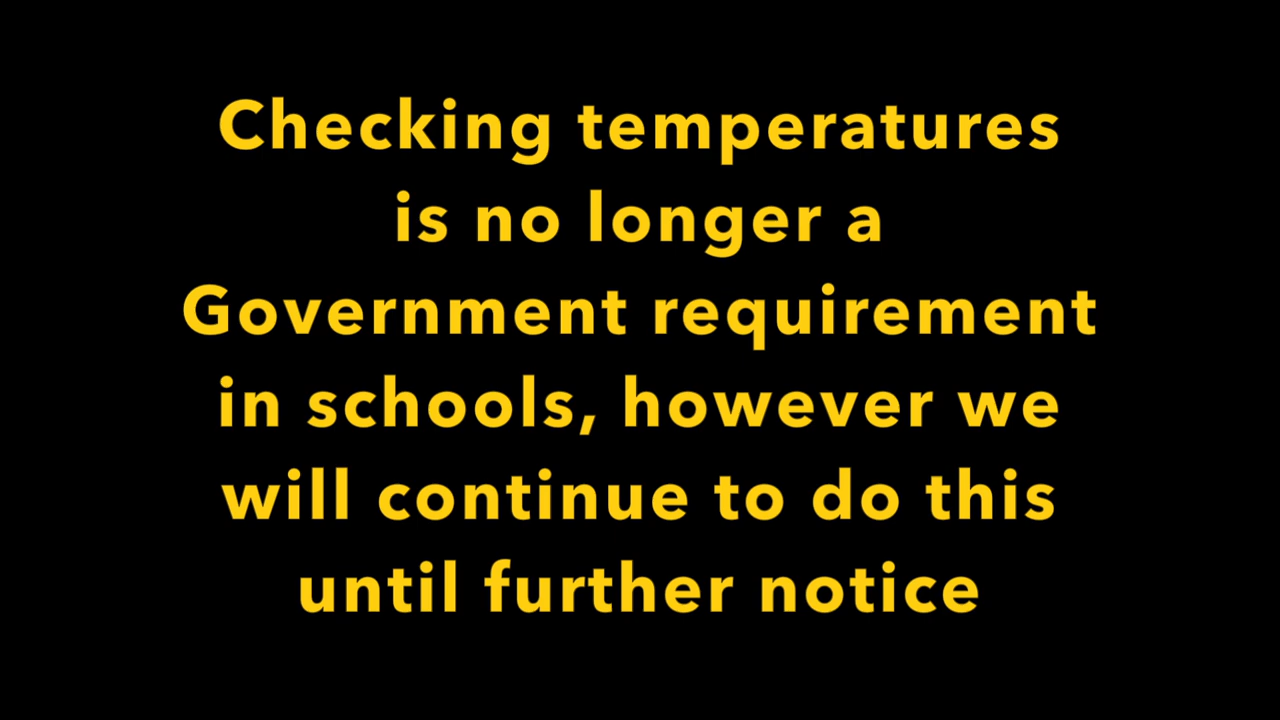 Checking temperatures
is no longer a
Government requirement
in schools, however we
will continue to do this
until further notice